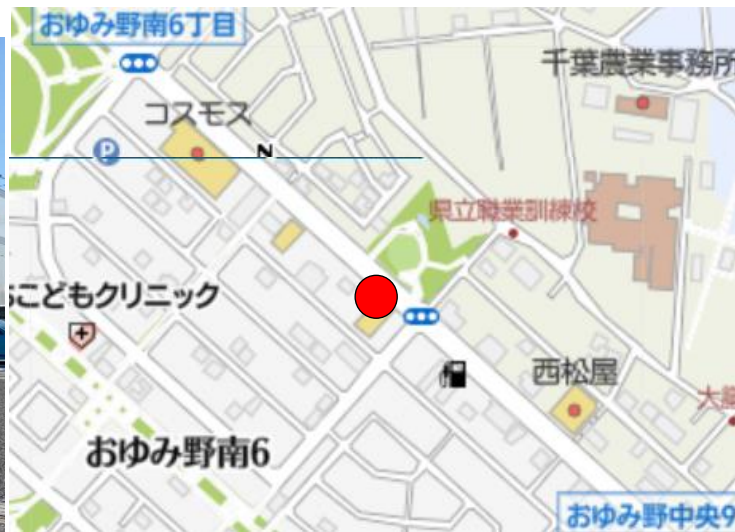 おゆみ野南6丁目
千葉農業事務所
コスモス
P
N
県立職業訓練校
こどもクリニック
西松屋
おゆみ野南6
おゆみ野中央9